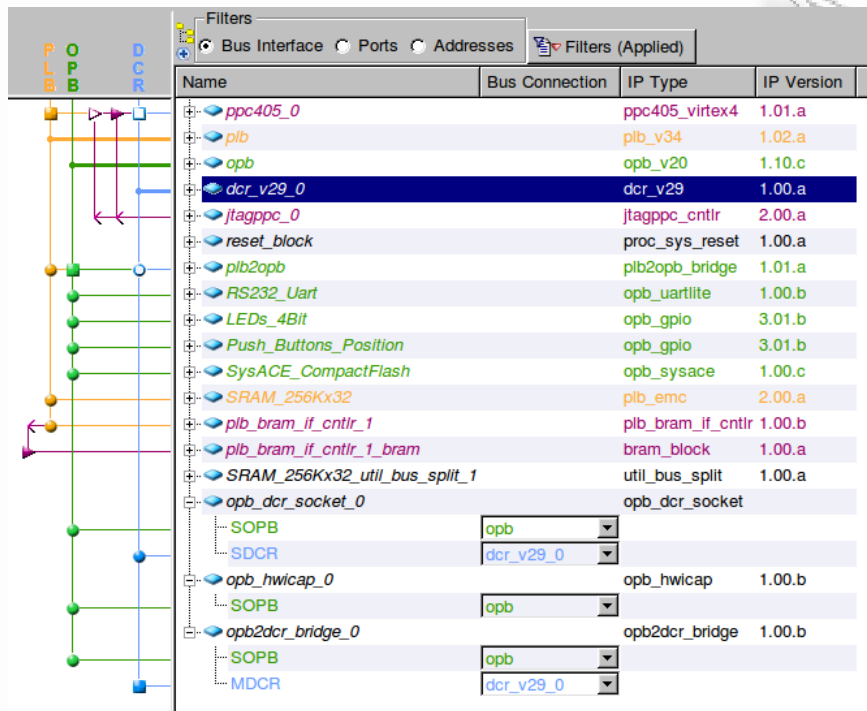 Filters
Bus Interface Ports Addresses Filters (Applied)
PLB OPB DCR
Name Bus Connection IP Type IP Version
ppc405_0 ppc405_virtex4 1.01.a
plb plb_v34 1.02.a
opb opb_v20 1.10.c
dcr_v29_0 dcr_v29 1.00.a
jtagppc_0 jtagppc_cntlr 2.00.a
reset_block proc_sys_reset 1.00.a
plb2opb plb2opb_bridge 1.01.a
RS232_Uart opb_uartlite 1.00.b
LEDs_4Bit opb_gpio 3.01.b
Push_Buttons_Position opb_gpio 3.01.b
SysACE_CompactFlash opb_sysace 1.00.c
SRAM_256Kx32 plb_emc 2.00.a
plb_bram_if_cntlr_1 plb_bram_if_cntlr 1.00.b
plb_bram_if_cntlr_1_bram bram_block 1.00.a
SRAM_256Kx32_util_bus_split_1 util_bus_split 1.00.a
opb_dcr_socket_0 opb_dcr_socket
SOPB opb
SDCR dcr_v29_0
opb_hwicap_0 opb_hwicap 1.00.b
SOPB opb
opb2dcr_bridge_0 opb2dcr_bridge 1.00.b
SOPB opb
MDCR dcr_v29_0